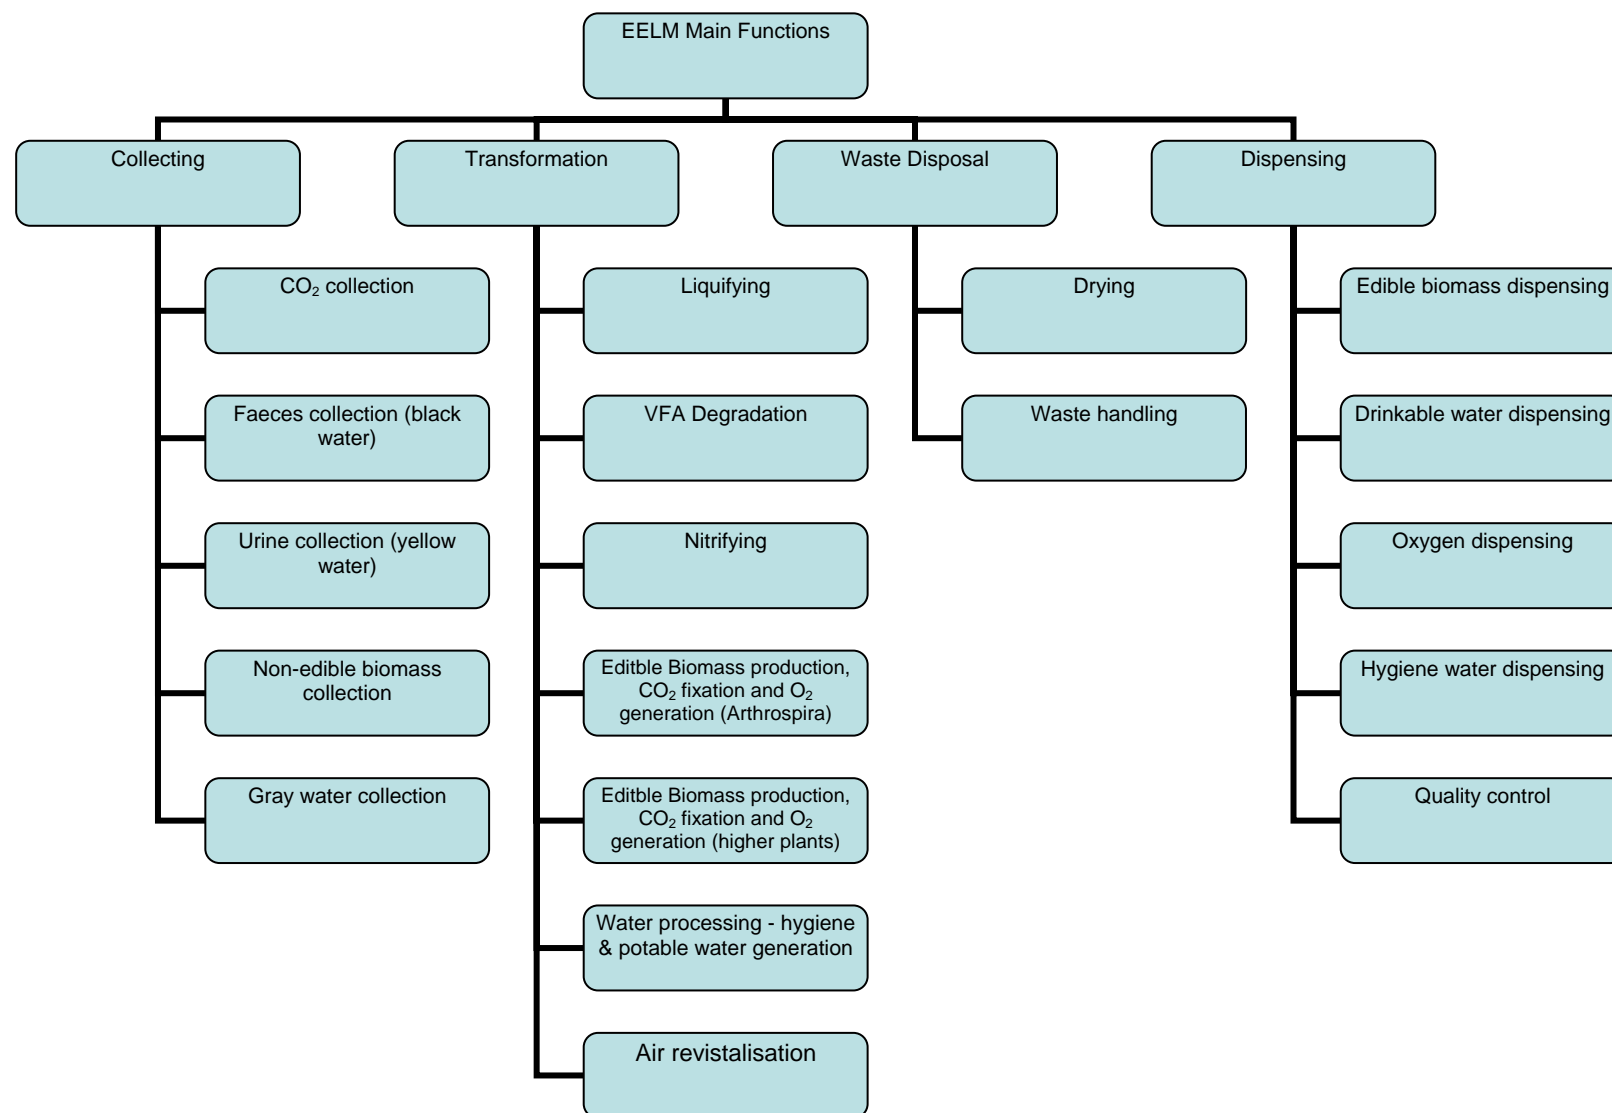 EELM Main Functions
Collecting
Transformation
Waste Disposal
Dispensing
CO₂ collection
Faeces collection (black
water)
Urine collection (yellow
water)
Non-edible biomass
collection
Gray water collection
Liquifying
VFA Degradation
Nitrifying
Editble Biomass production,
CO₂ fixation and O₂
generation (Arthrospira)
Editble Biomass production,
CO₂ fixation and O₂
generation (higher plants)
Water processing - hygiene
& potable water generation
Air revistalisation
Drying
Waste handling
Edible biomass dispensing
Drinkable water dispensing
Oxygen dispensing
Hygiene water dispensing
Quality control